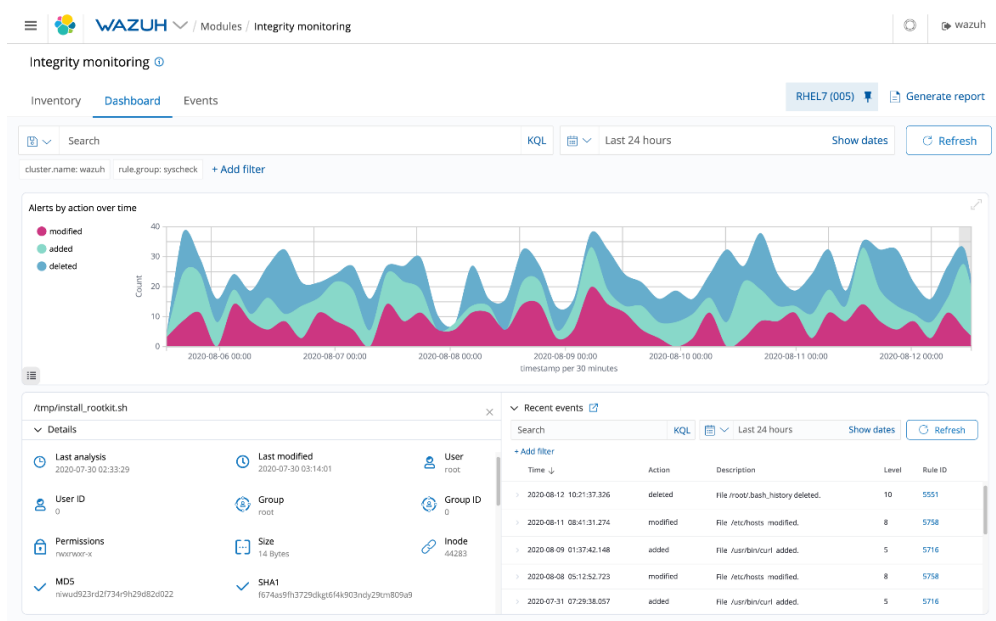 WAZUH / Modules / Integrity monitoring
wazuh
Integrity monitoring
Inventory Dashboard Events
RHEL7 (005)
Generate report
Search KQL
Last 24 hours Show dates
Refresh
cluster.name: wazuh rule.group: syscheck + Add filter
Alerts by action over time
modified
added
deleted
Count
40
30
20
10
0
2020-08-06 00:00 2020-08-07 00:00 2020-08-08 00:00 2020-08-09 00:00 2020-08-10 00:00 2020-08-11 00:00 2020-08-12 00:00
timestamp per 30 minutes
/tmp/install_rootkit.sh
Details
Last analysis
2020-07-30 02:33:29
Last modified
2020-07-30 03:14:01
User
root
User ID
0
Group
root
Group ID
0
Permissions
rwxrwxr-x
Size
14 Bytes
Inode
44283
MD5
niwud923rd2f734r9h29d82d022
SHA1
f674as9fh3729dkgt6f4k903ndy29tm809a9
Recent events
Search KQL
Last 24 hours Show dates
Refresh
+ Add filter
Time Action Description Level Rule ID
2020-08-12 10:21:37.326 deleted File /root/.bash_history deleted. 10 5551
2020-08-11 08:41:31.274 modified File /etc/hosts modified. 8 5758
2020-08-09 01:37:42.148 added File /usr/bin/curl added. 5 5716
2020-08-08 05:12:52.723 modified File /etc/hosts modified. 8 5758
2020-07-31 07:29:38.057 added File /usr/bin/curl added. 5 5716